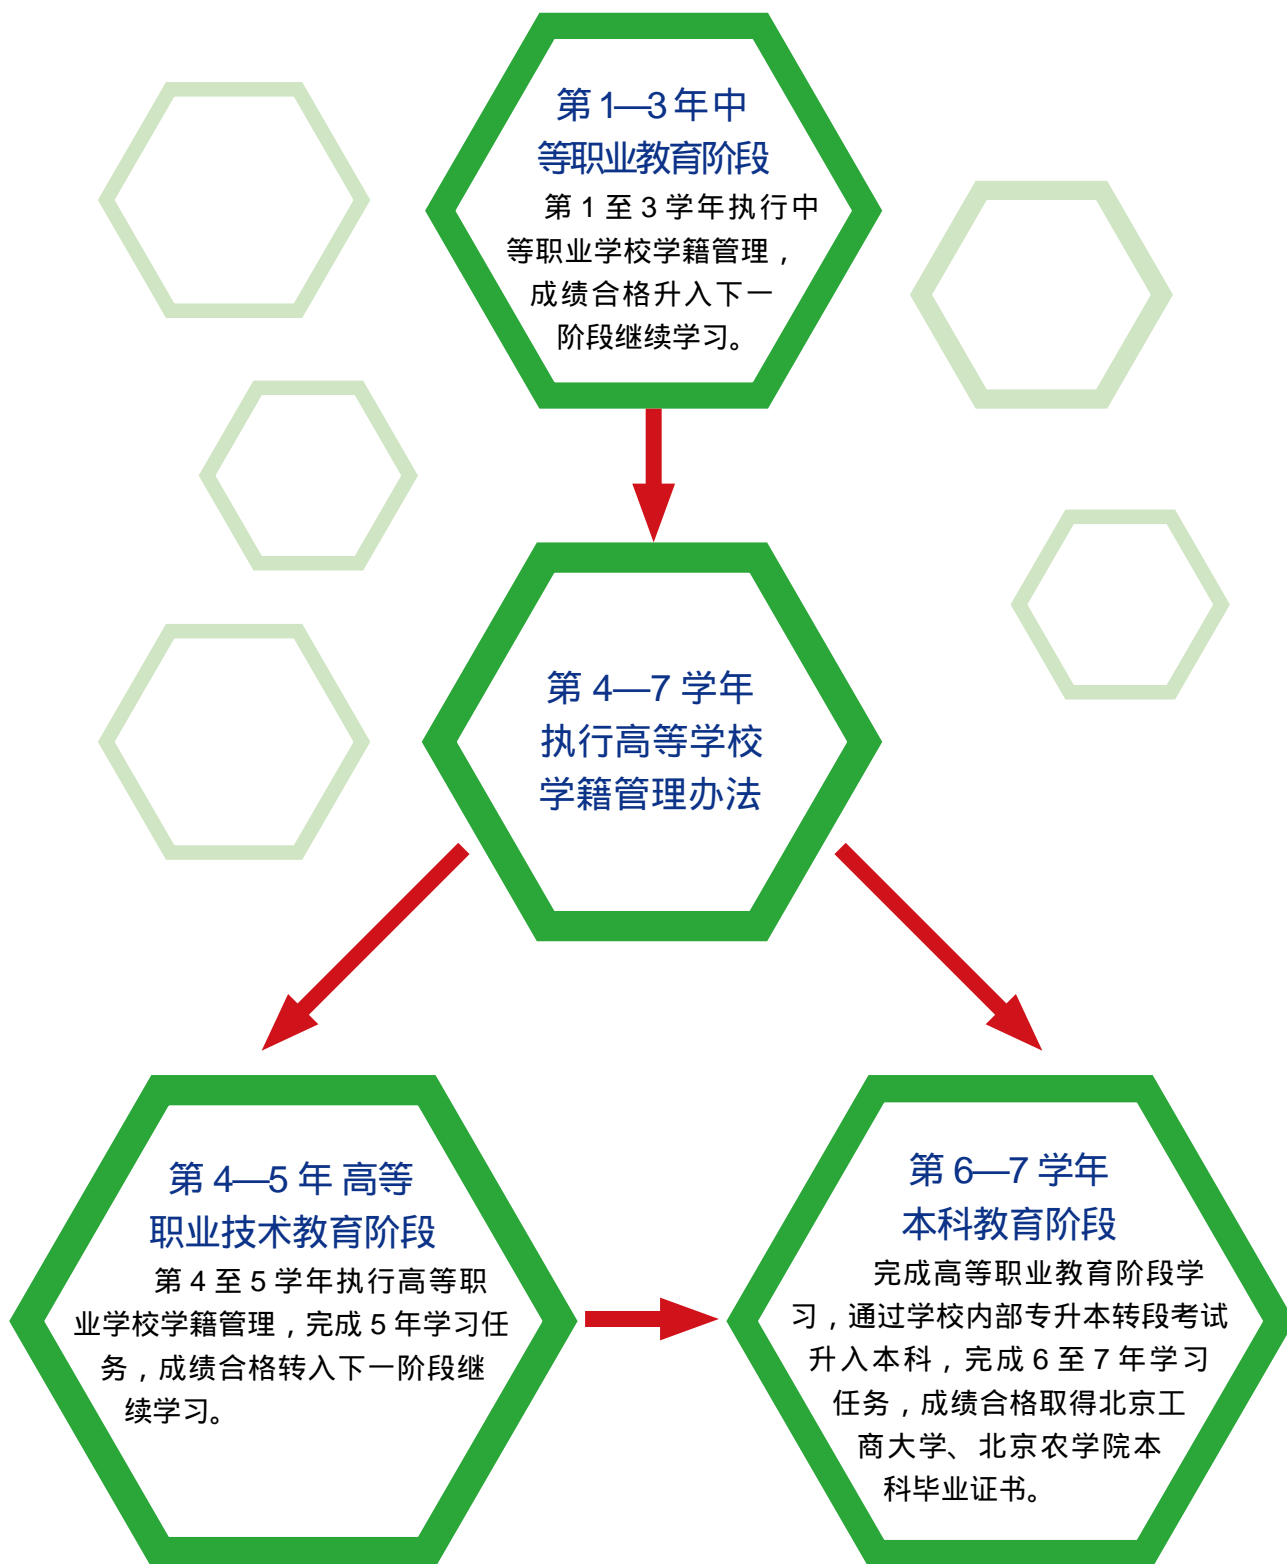 第 1—3 年中
等职业教育阶段
第 1 至 3 学年执行中
等职业学校学籍管理，
成绩合格升入下一
阶段继续学习。
第 4—7 学年
执行高等学校
学籍管理办法
第 4—5 年 高等
职业技术教育阶段
第 4 至 5 学年执行高等职
业学校学籍管理，完成 5 年学习任
务，成绩合格转入下一阶段继
续学习。
第 6—7 学年
本科教育阶段
完成高等职业教育阶段学
习，通过学校内部专升本转段考试
升入本科，完成 6 至 7 年学习
任务，成绩合格取得北京工
商大学、北京农学院本
科毕业证书。